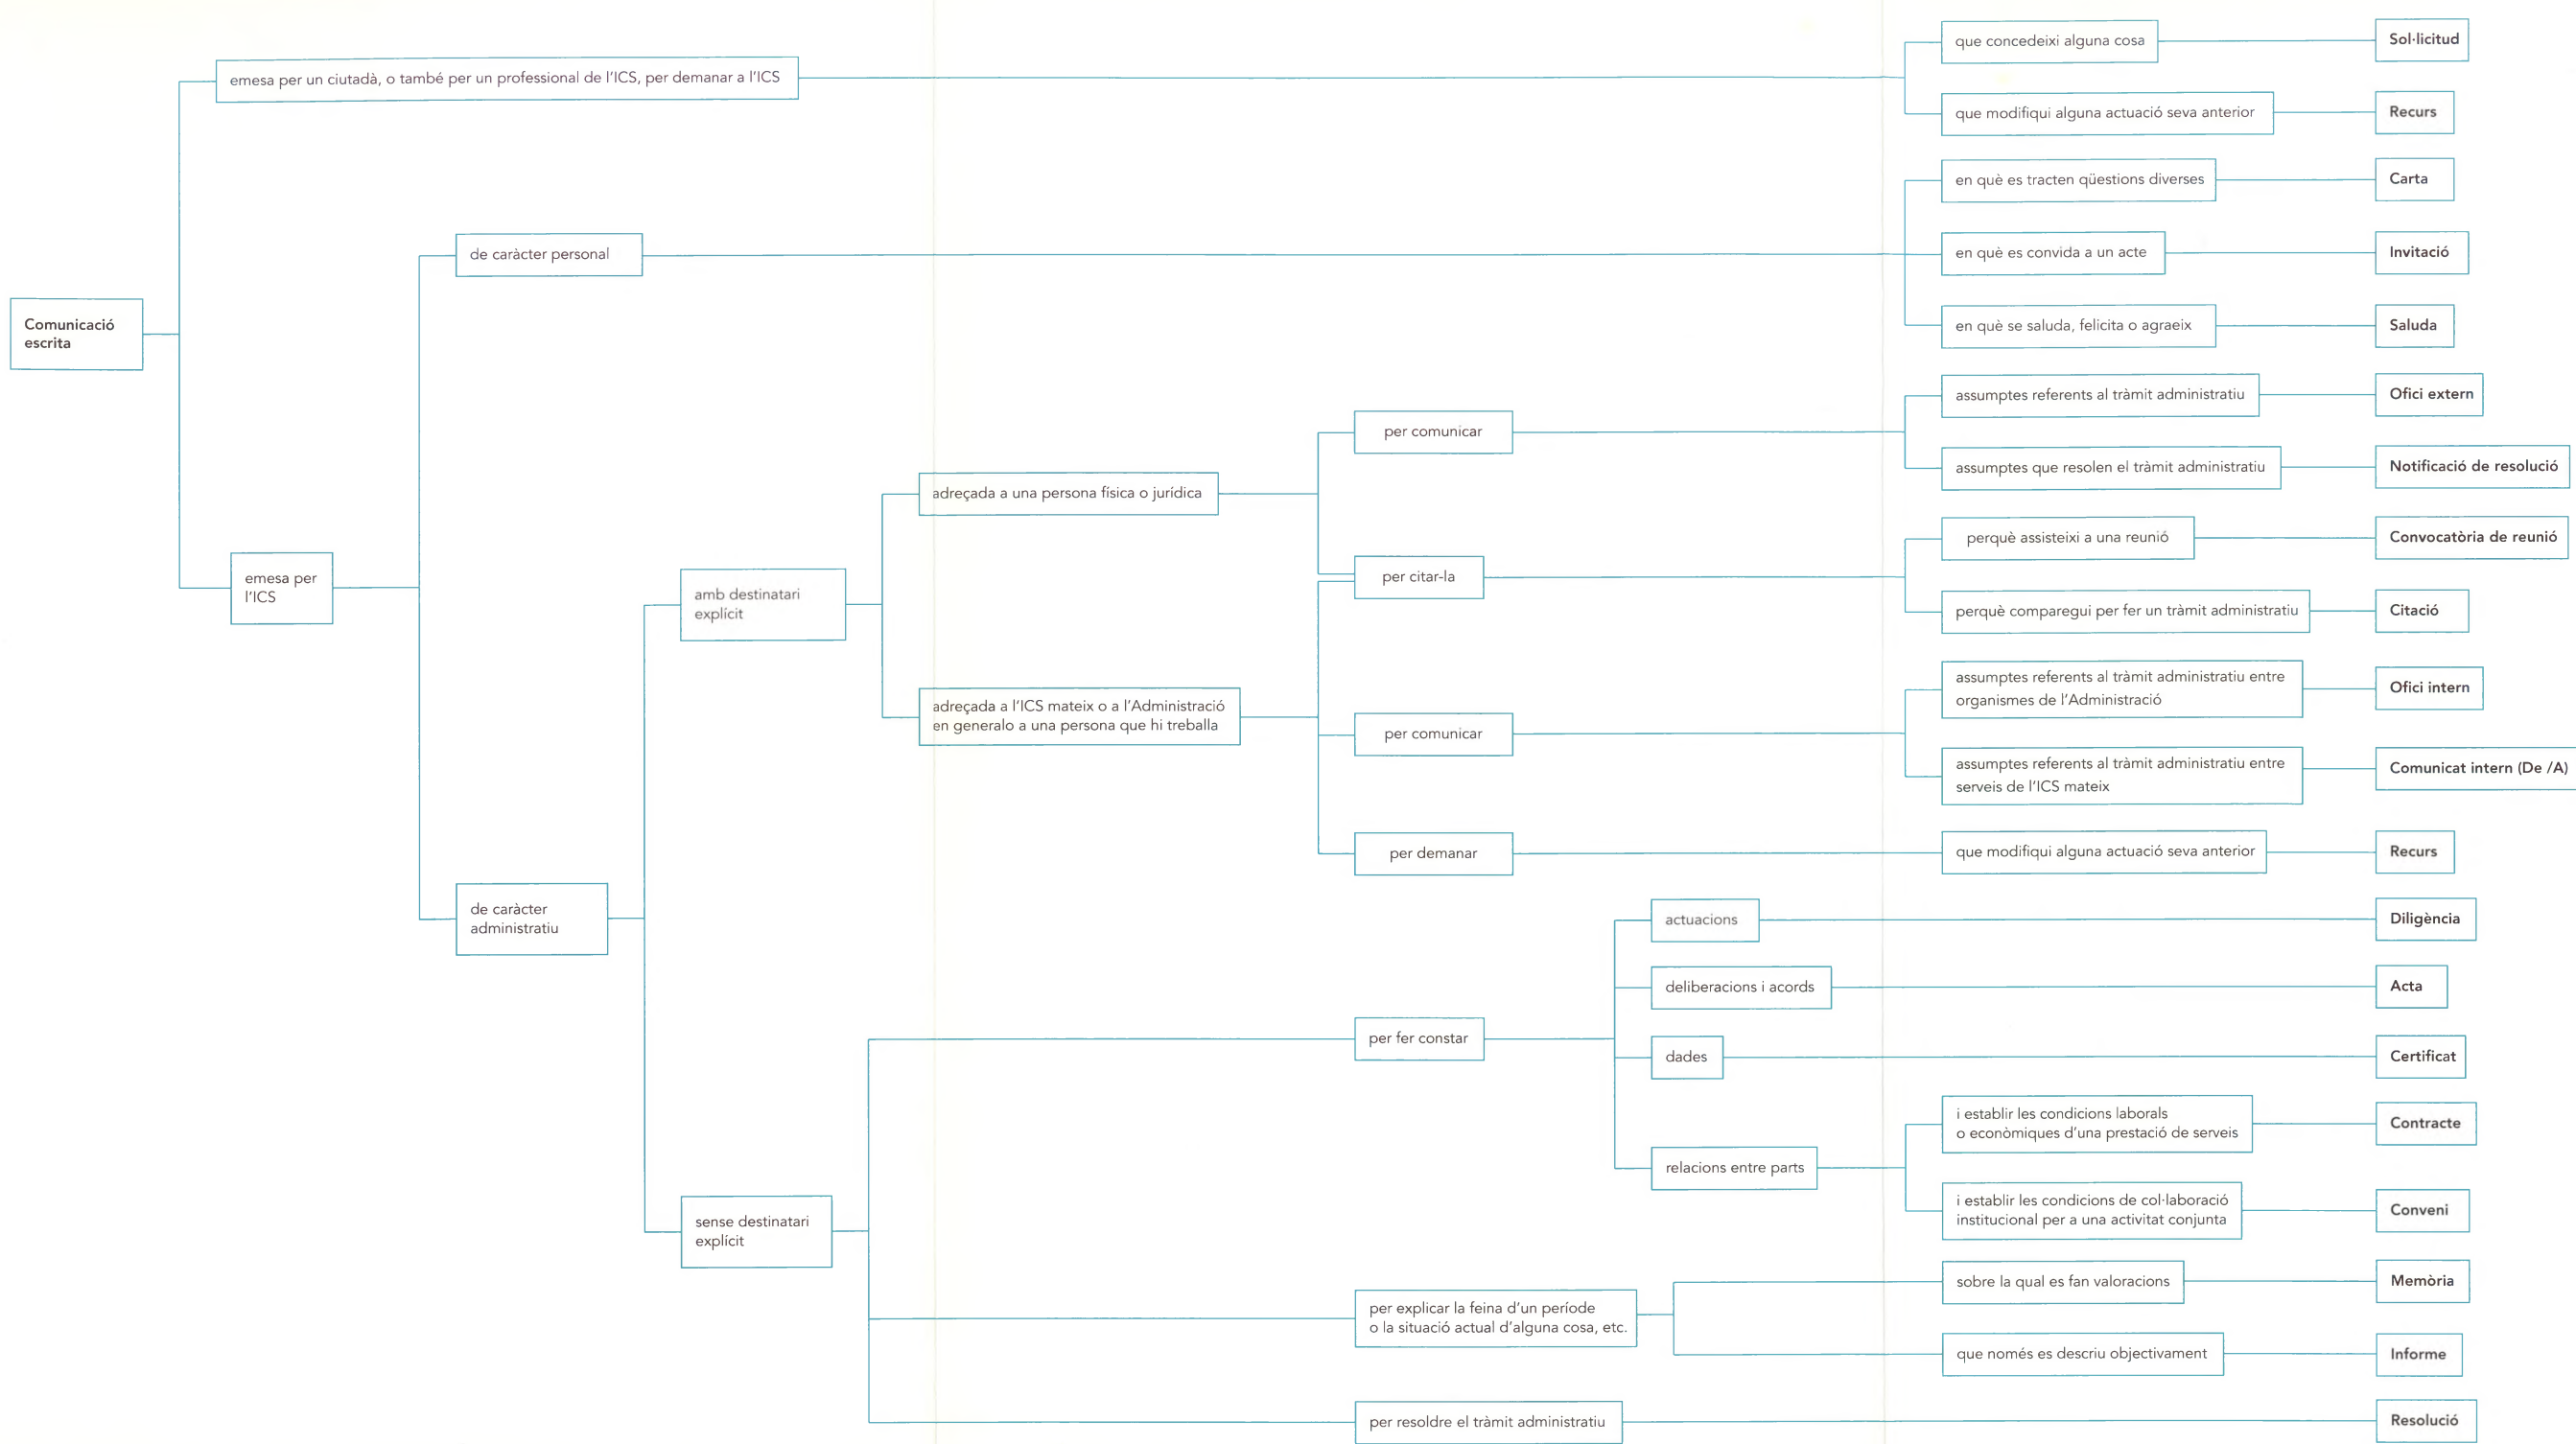 Comunicació
escrita
emesa per un ciutadà, o també per un professional de l'ICS, per demanar a l'ICS
que concedeixi alguna cosa
Sol·licitud
que modifiqui alguna actuació seva anterior
Recurs
emesa per
l'ICS
de caràcter personal
en què es tracten qüestions diverses
Carta
en què es convida a un acte
Invitació
en què se saluda, felicita o agraeix
Saluda
de caràcter
administratiu
amb destinatari
explícit
adreçada a una persona física o jurídica
per comunicar
assumptes referents al tràmit administratiu
Ofici extern
assumptes que resolen el tràmit administratiu
Notificació de resolució
per citar-la
perquè assisteixi a una reunió
Convocatòria de reunió
perquè comparegui per fer un tràmit administratiu
Citació
adreçada a l'ICS mateix o a l'Administració
en generalo a una persona que hi treballa
per comunicar
assumptes referents al tràmit administratiu entre
organismes de l'Administració
Ofici intern
assumptes referents al tràmit administratiu entre
serveis de l'ICS mateix
Comunicat intern (De /A)
per demanar
que modifiqui alguna actuació seva anterior
Recurs
sense destinatari
explícit
per fer constar
actuacions
Diligència
deliberacions i acords
Acta
dades
Certificat
relacions entre parts
i establir les condicions laborals
o econòmiques d'una prestació de serveis
Contracte
i establir les condicions de col·laboració
institucional per a una activitat conjunta
Conveni
per explicar la feina d'un període
o la situació actual d'alguna cosa, etc.
sobre la qual es fan valoracions
Memòria
que només es descriu objectivament
Informe
per resoldre el tràmit administratiu
Resolució